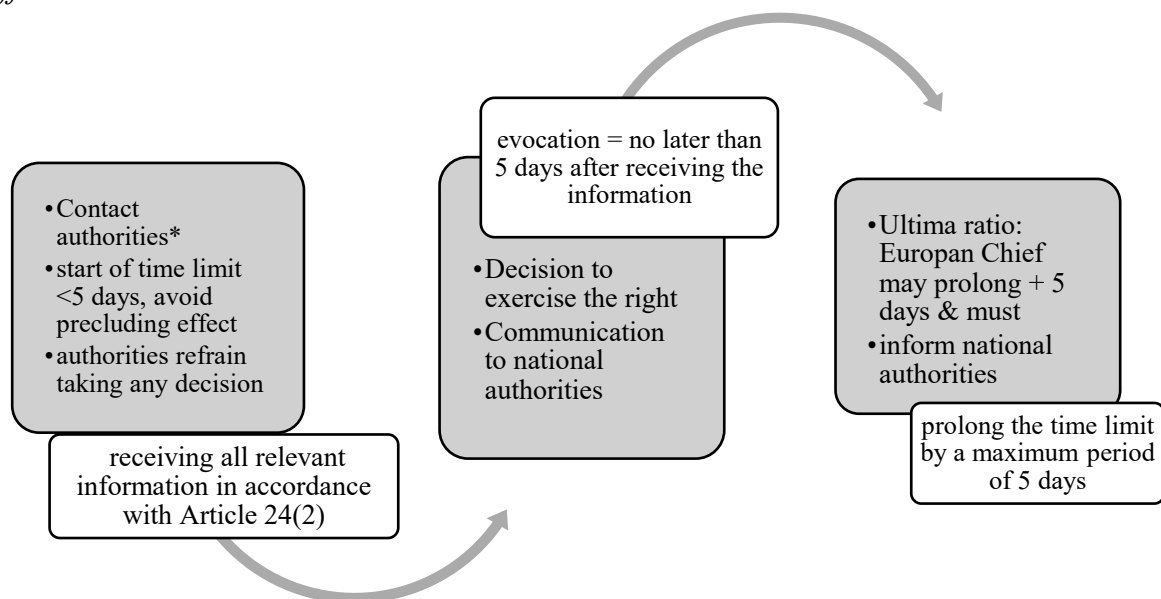 •Contact
authorities*
•start of time limit
<5 days, avoid
precluding effect
•authorities refrain
taking any decision
receiving all relevant
information in accordance
with Article 24(2)
evocation = no later than
5 days after receiving the
information
•Decision to
exercise the right
•Communication
to national
authorities
•Ultima ratio:
Europan Chief
may prolong + 5
days & must
•inform national
authorities
prolong the time limit
by a maximum period
of 5 days